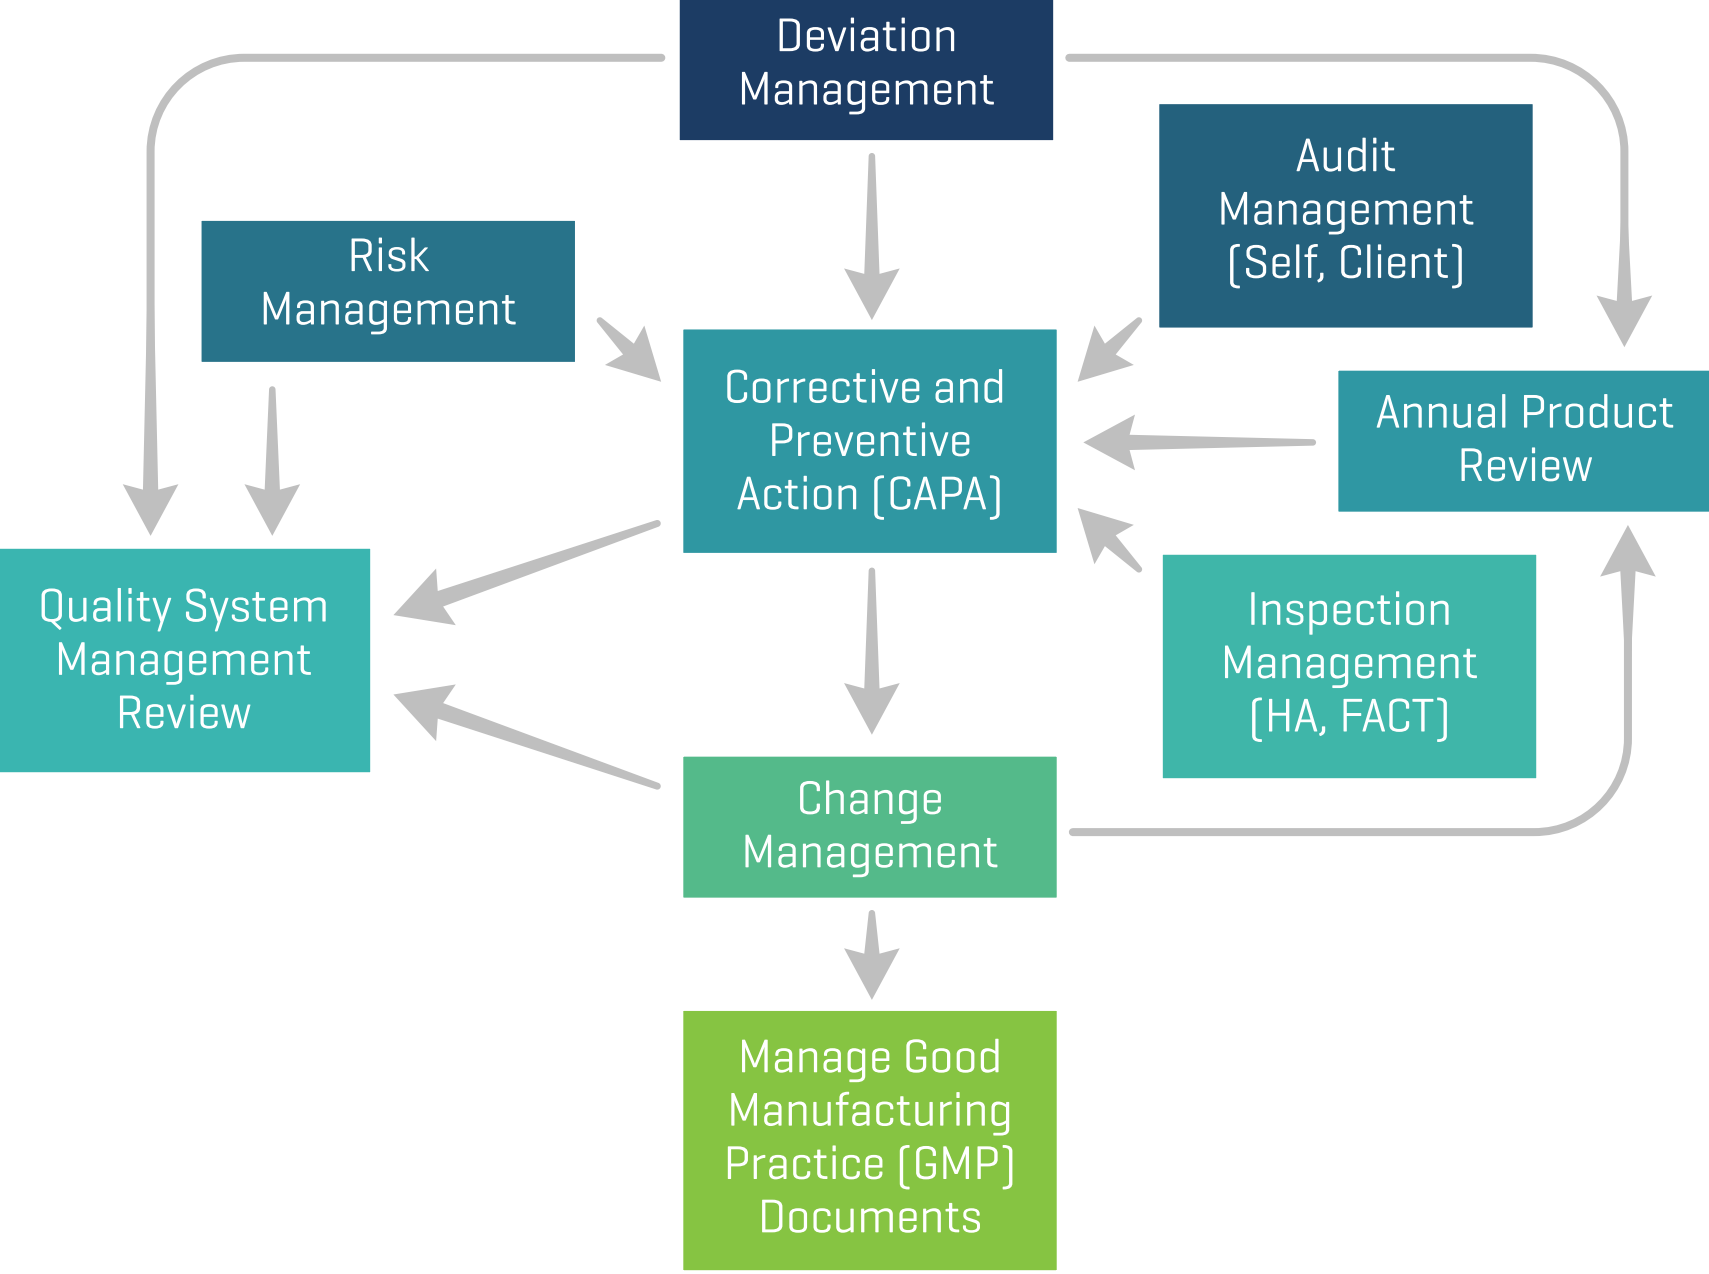 Deviation
Management
Audit
Management
(Self, Client)
Risk
Management
Corrective and
Preventive
Action (CAPA)
Annual Product
Review
Quality System
Management
Review
Inspection
Management
(HA, FACT)
Change
Management
Manage Good
Manufacturing
Practice (GMP)
Documents